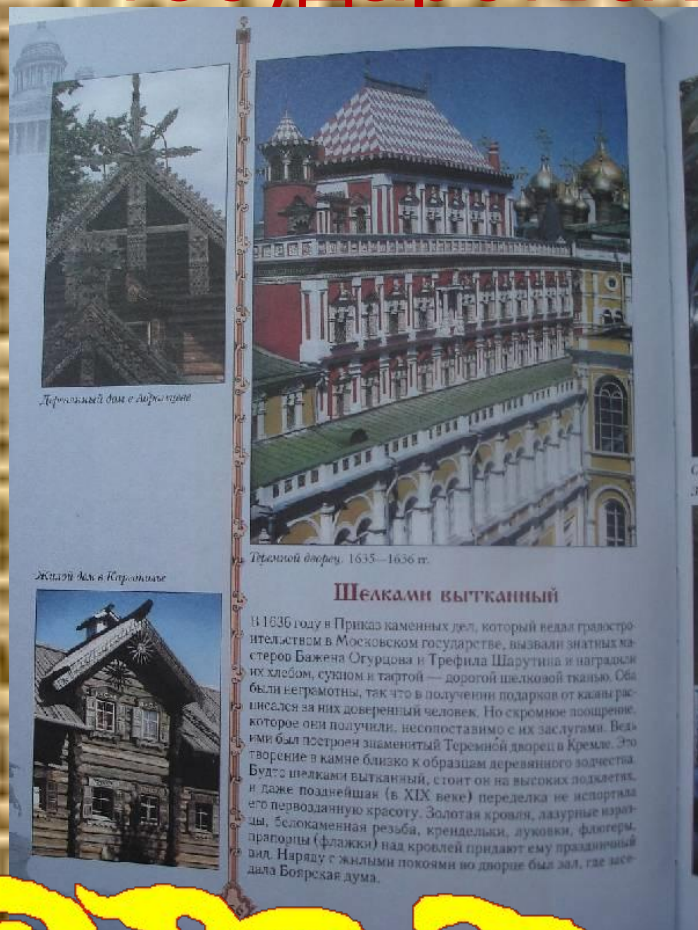 Деревянный дом в Абрамцеве
Теремной дворец. 1635—1636 гг.
Жилой дом в Каргополье
Шелками вытканный
В 1636 году в Приказ каменных дел, который ведал градостро-
ительством в Московском государстве, вызвали знатных ма-
стеров Бажена Огурцова и Трефила Шарутина и наградили
их хлебом, сукном и тафтой — дорогой шелковой тканью. Оба
были неграмотны, так что в получении подарков от казны рас-
писался за них доверенный человек. Но скромное поощрение,
которое они получили, несопоставимо с их заслугами. Ведь
ими был построен знаменитый Теремной дворец в Кремле. Это
творение в камне близко к образцам деревянного зодчества.
Будто шелками вытканный, стоит он на высоких подклетах,
и даже позднейшая (в XIX веке) переделка не испортила
его первозданную красоту. Золотая кровля, лазурные израз-
цы, белокаменная резьба, крендельки, луковки, флюгеры,
прапорцы (флажки) над кровлей придают ему праздничный
вид. Наряду с жилыми покоями во дворце был зал, где засе-
дала Боярская дума.